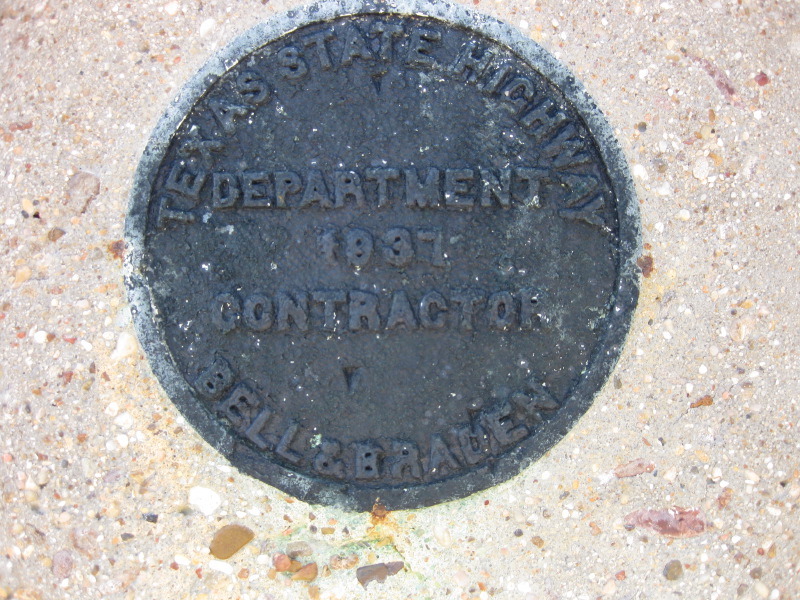 TEXAS STATE HIGHWAY
DEPARTMENT
1937
CONTRACTOR
BELL & BRADEN